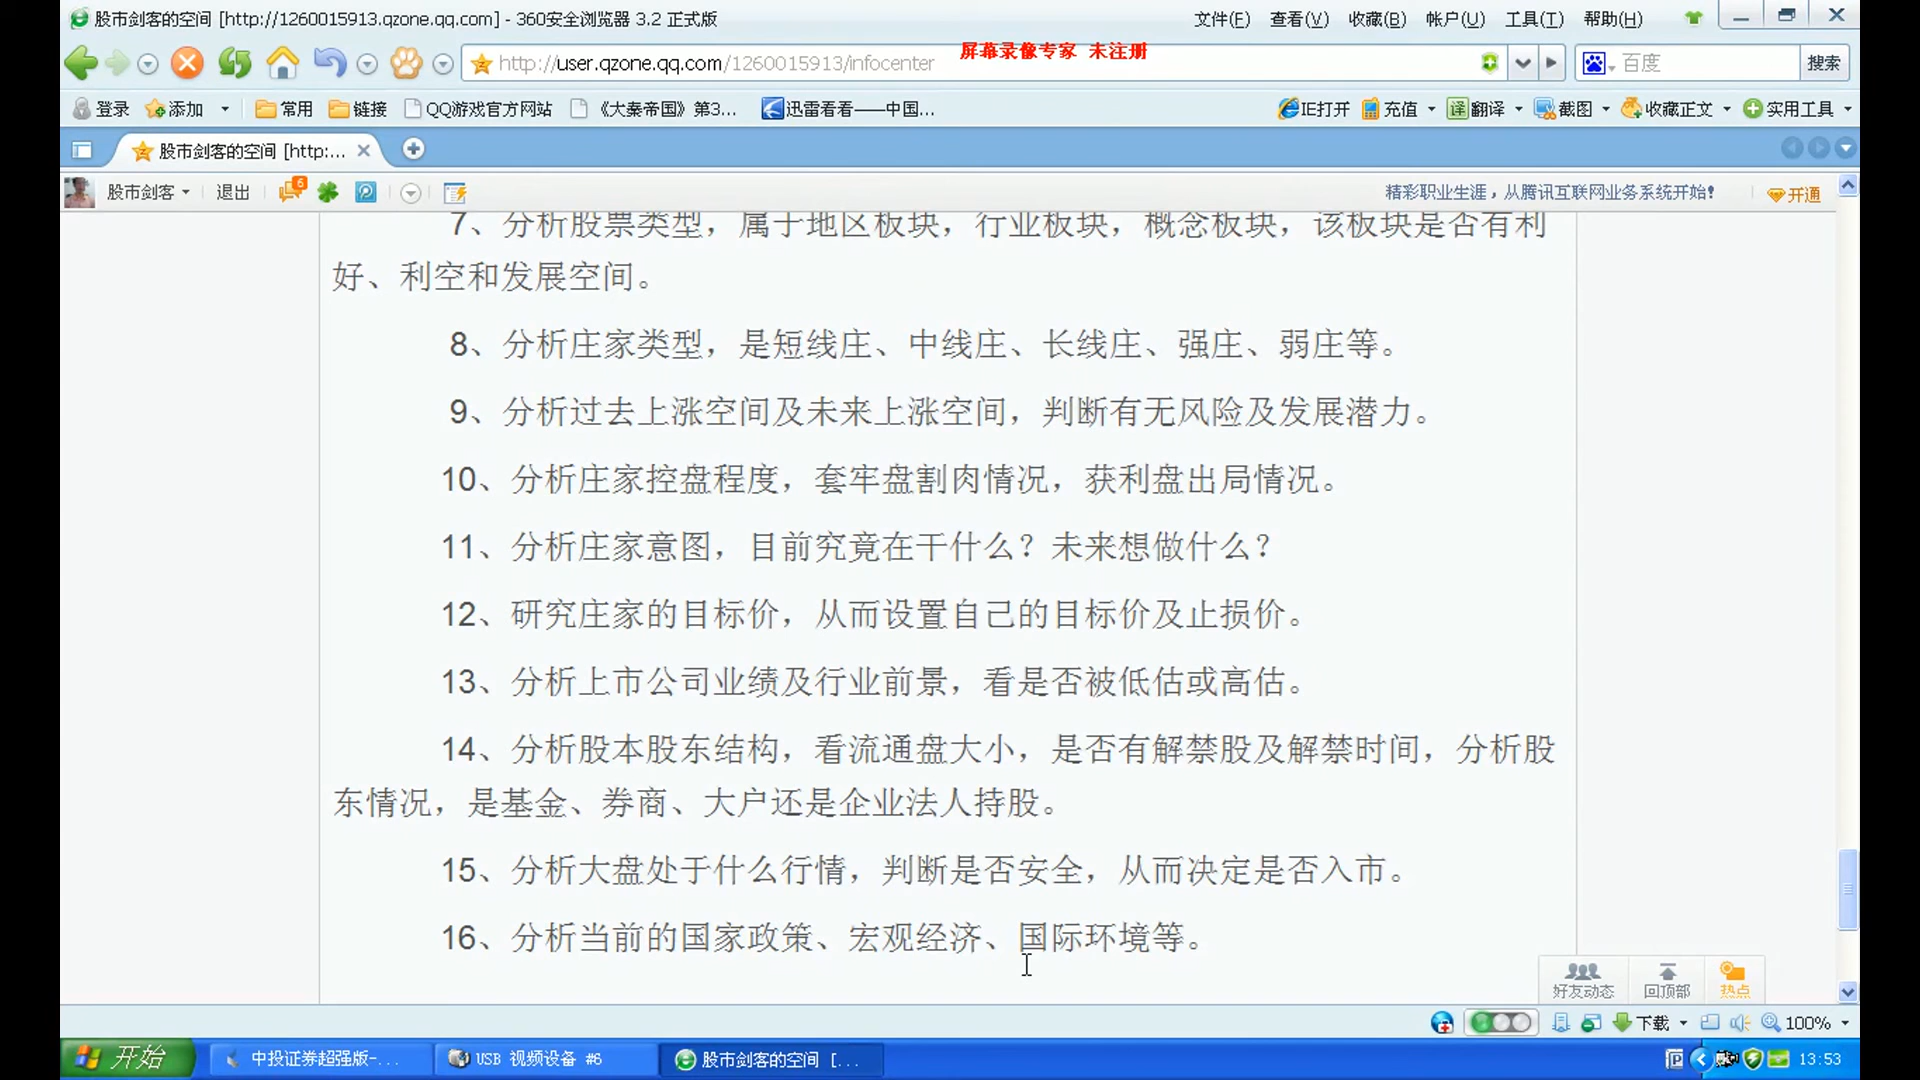 股市剑客的空间 [http://1260015913.qzone.qq.com] - 360安全浏览器 3.2 正式版 文件(F) 查看(V) 收藏(B) 帐户(U) 工具(T) 帮助(H)
屏幕录像专家 未注册
http://user.qzone.qq.com/1260015913/infocenter 百度 搜索
登录 添加 常用 链接 QQ游戏官方网站 《大秦帝国》第3... 迅雷看看——中国... IE打开 充值 翻译 截图 收藏正文 实用工具
股市剑客的空间 [http:...
股市剑客 退出 6 精彩职业生涯，从腾讯互联网业务系统开始! 开通
7、分析股票类型，属于地区板块，行业板块，概念板块，该板块是否有利
好、利空和发展空间。
8、分析庄家类型，是短线庄、中线庄、长线庄、强庄、弱庄等。
9、分析过去上涨空间及未来上涨空间，判断有无风险及发展潜力。
10、分析庄家控盘程度，套牢盘割肉情况，获利盘出局情况。
11、分析庄家意图，目前究竟在干什么？未来想做什么？
12、研究庄家的目标价，从而设置自己的目标价及止损价。
13、分析上市公司业绩及行业前景，看是否被低估或高估。
14、分析股本股东结构，看流通盘大小，是否有解禁股及解禁时间，分析股
东情况，是基金、券商、大户还是企业法人持股。
15、分析大盘处于什么行情，判断是否安全，从而决定是否入市。
16、分析当前的国家政策、宏观经济、国际环境等。
好友动态 回顶部 热点
下载 100%
开始 中投证券超强版-... USB 视频设备 #6 股市剑客的空间 [... 13:53